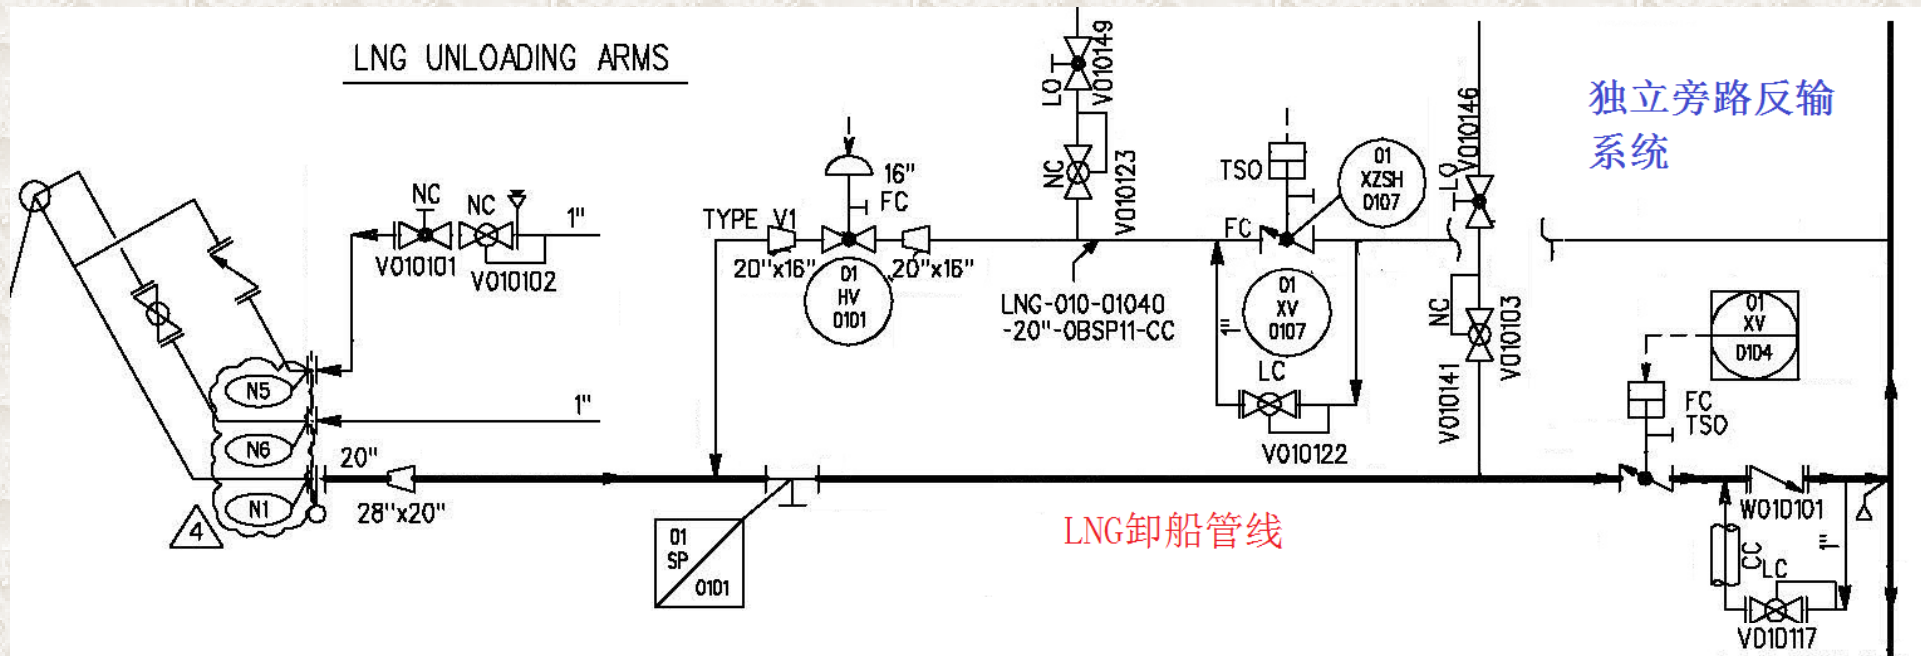 LNG UNLOADING ARMS
独立旁路反输
系统
LO
V010149
NC
V010123
16"
FC
TYPE V1
20"x16"
20"x16"
01
HV
0101
NC
V010101
NC
V010102
1"
1"
LNG-010-01040
-20"-0BSP11-CC
TSO
FC
01
XZSH
0107
01
XV
0107
1"
LC
V010122
LO
V010146
NC
V010103
V010141
01
XV
0104
FC
TSO
N5
N6
N1
4
20"
28"x20"
01
SP
0101
LNG卸船管线
W010101
1"
CC
LC
V010117